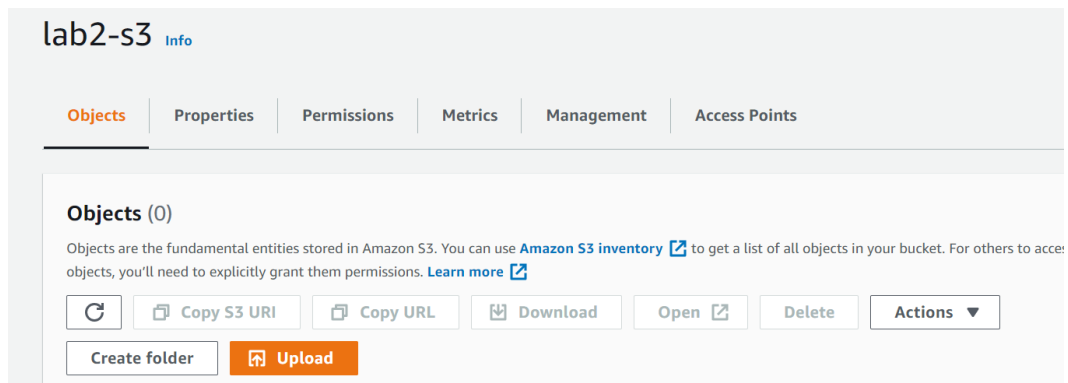 lab2-s3 Info
Objects Properties Permissions Metrics Management Access Points
Objects (0)
Objects are the fundamental entities stored in Amazon S3. You can use Amazon S3 inventory to get a list of all objects in your bucket. For others to acce
objects, you'll need to explicitly grant them permissions. Learn more
Copy S3 URI Copy URL Download Open Delete Actions
Create folder Upload